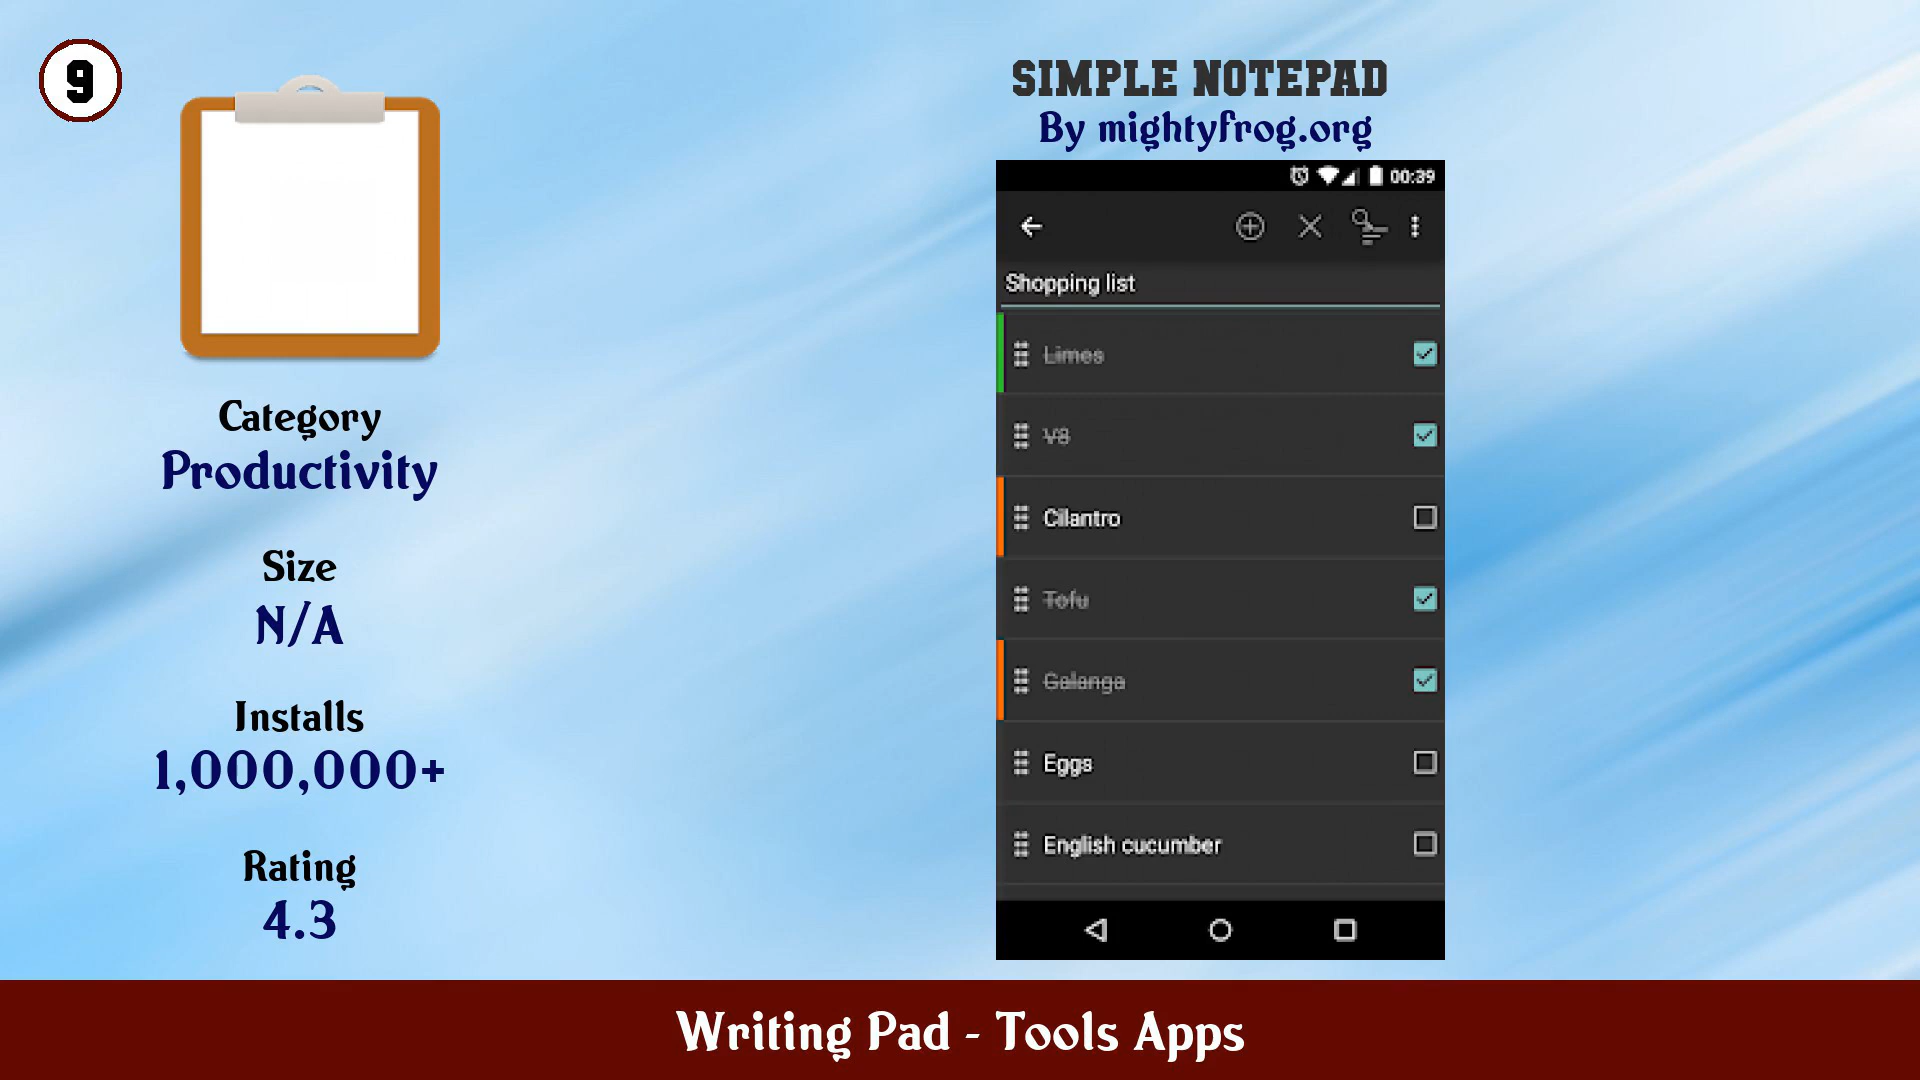 9
SIMPLE NOTEPAD
By mightyfrog.org
Category
Productivity
Size
N/A
Installs
1,000,000+
Rating
4.3
00:39
Shopping list
Limes
V8
Cilantro
Tofu
Galanga
Eggs
English cucumber
Writing Pad - Tools Apps